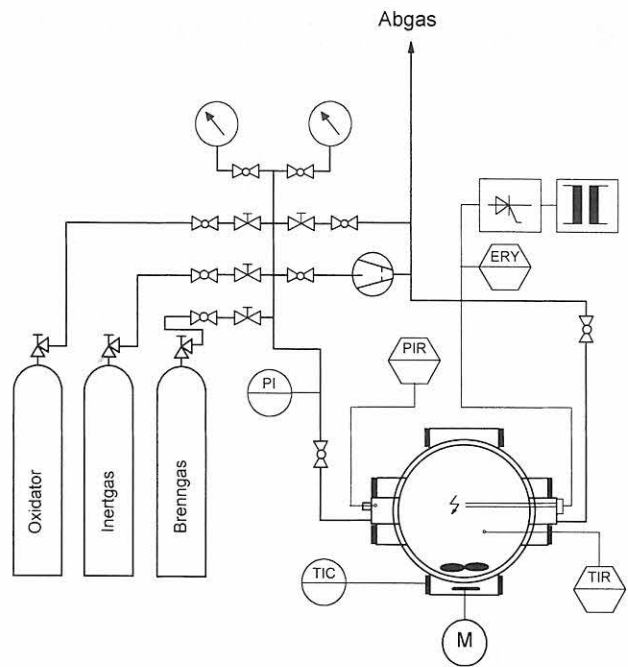 Abgas
ERY
PIR
PI
Oxidator
Inertgas
Brenngas
TIC
TIR
M